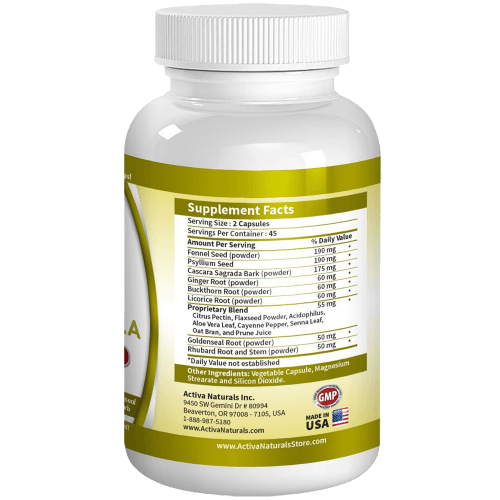 Supplement Facts
Serving Size : 2 Capsules
Servings Per Container : 45
Amount Per Serving % Daily Value
Fennel Seed (powder) 190 mg *
Psyllium Seed 190 mg *
Cascara Sagrada Bark (powder) 175 mg *
Ginger Root (powder) 60 mg *
Buckthorn Root (powder) 60 mg *
Licorice Root (powder) 60 mg *
Proprietary Blend 55 mg *
Citrus Pectin, Flaxseed Powder, Acidophilus,
Aloe Vera Leaf, Cayenne Pepper, Senna Leaf,
Oat Bran, and Prune Juice
Goldenseal Root (powder) 50 mg *
Rhubard Root and Stem (powder) 50 mg *
*Daily Value not established
Other Ingredients: Vegetable Capsule, Magnesium
Stearate and Silicon Dioxide.
Activa Naturals Inc.
9450 SW Gemini Dr # 80994
Beaverton, OR 97008 - 7105, USA
1-888-987-5180
www.ActivaNaturals.com
GMP
MADE IN
USA
www.ActivaNaturalsStore.com
LA